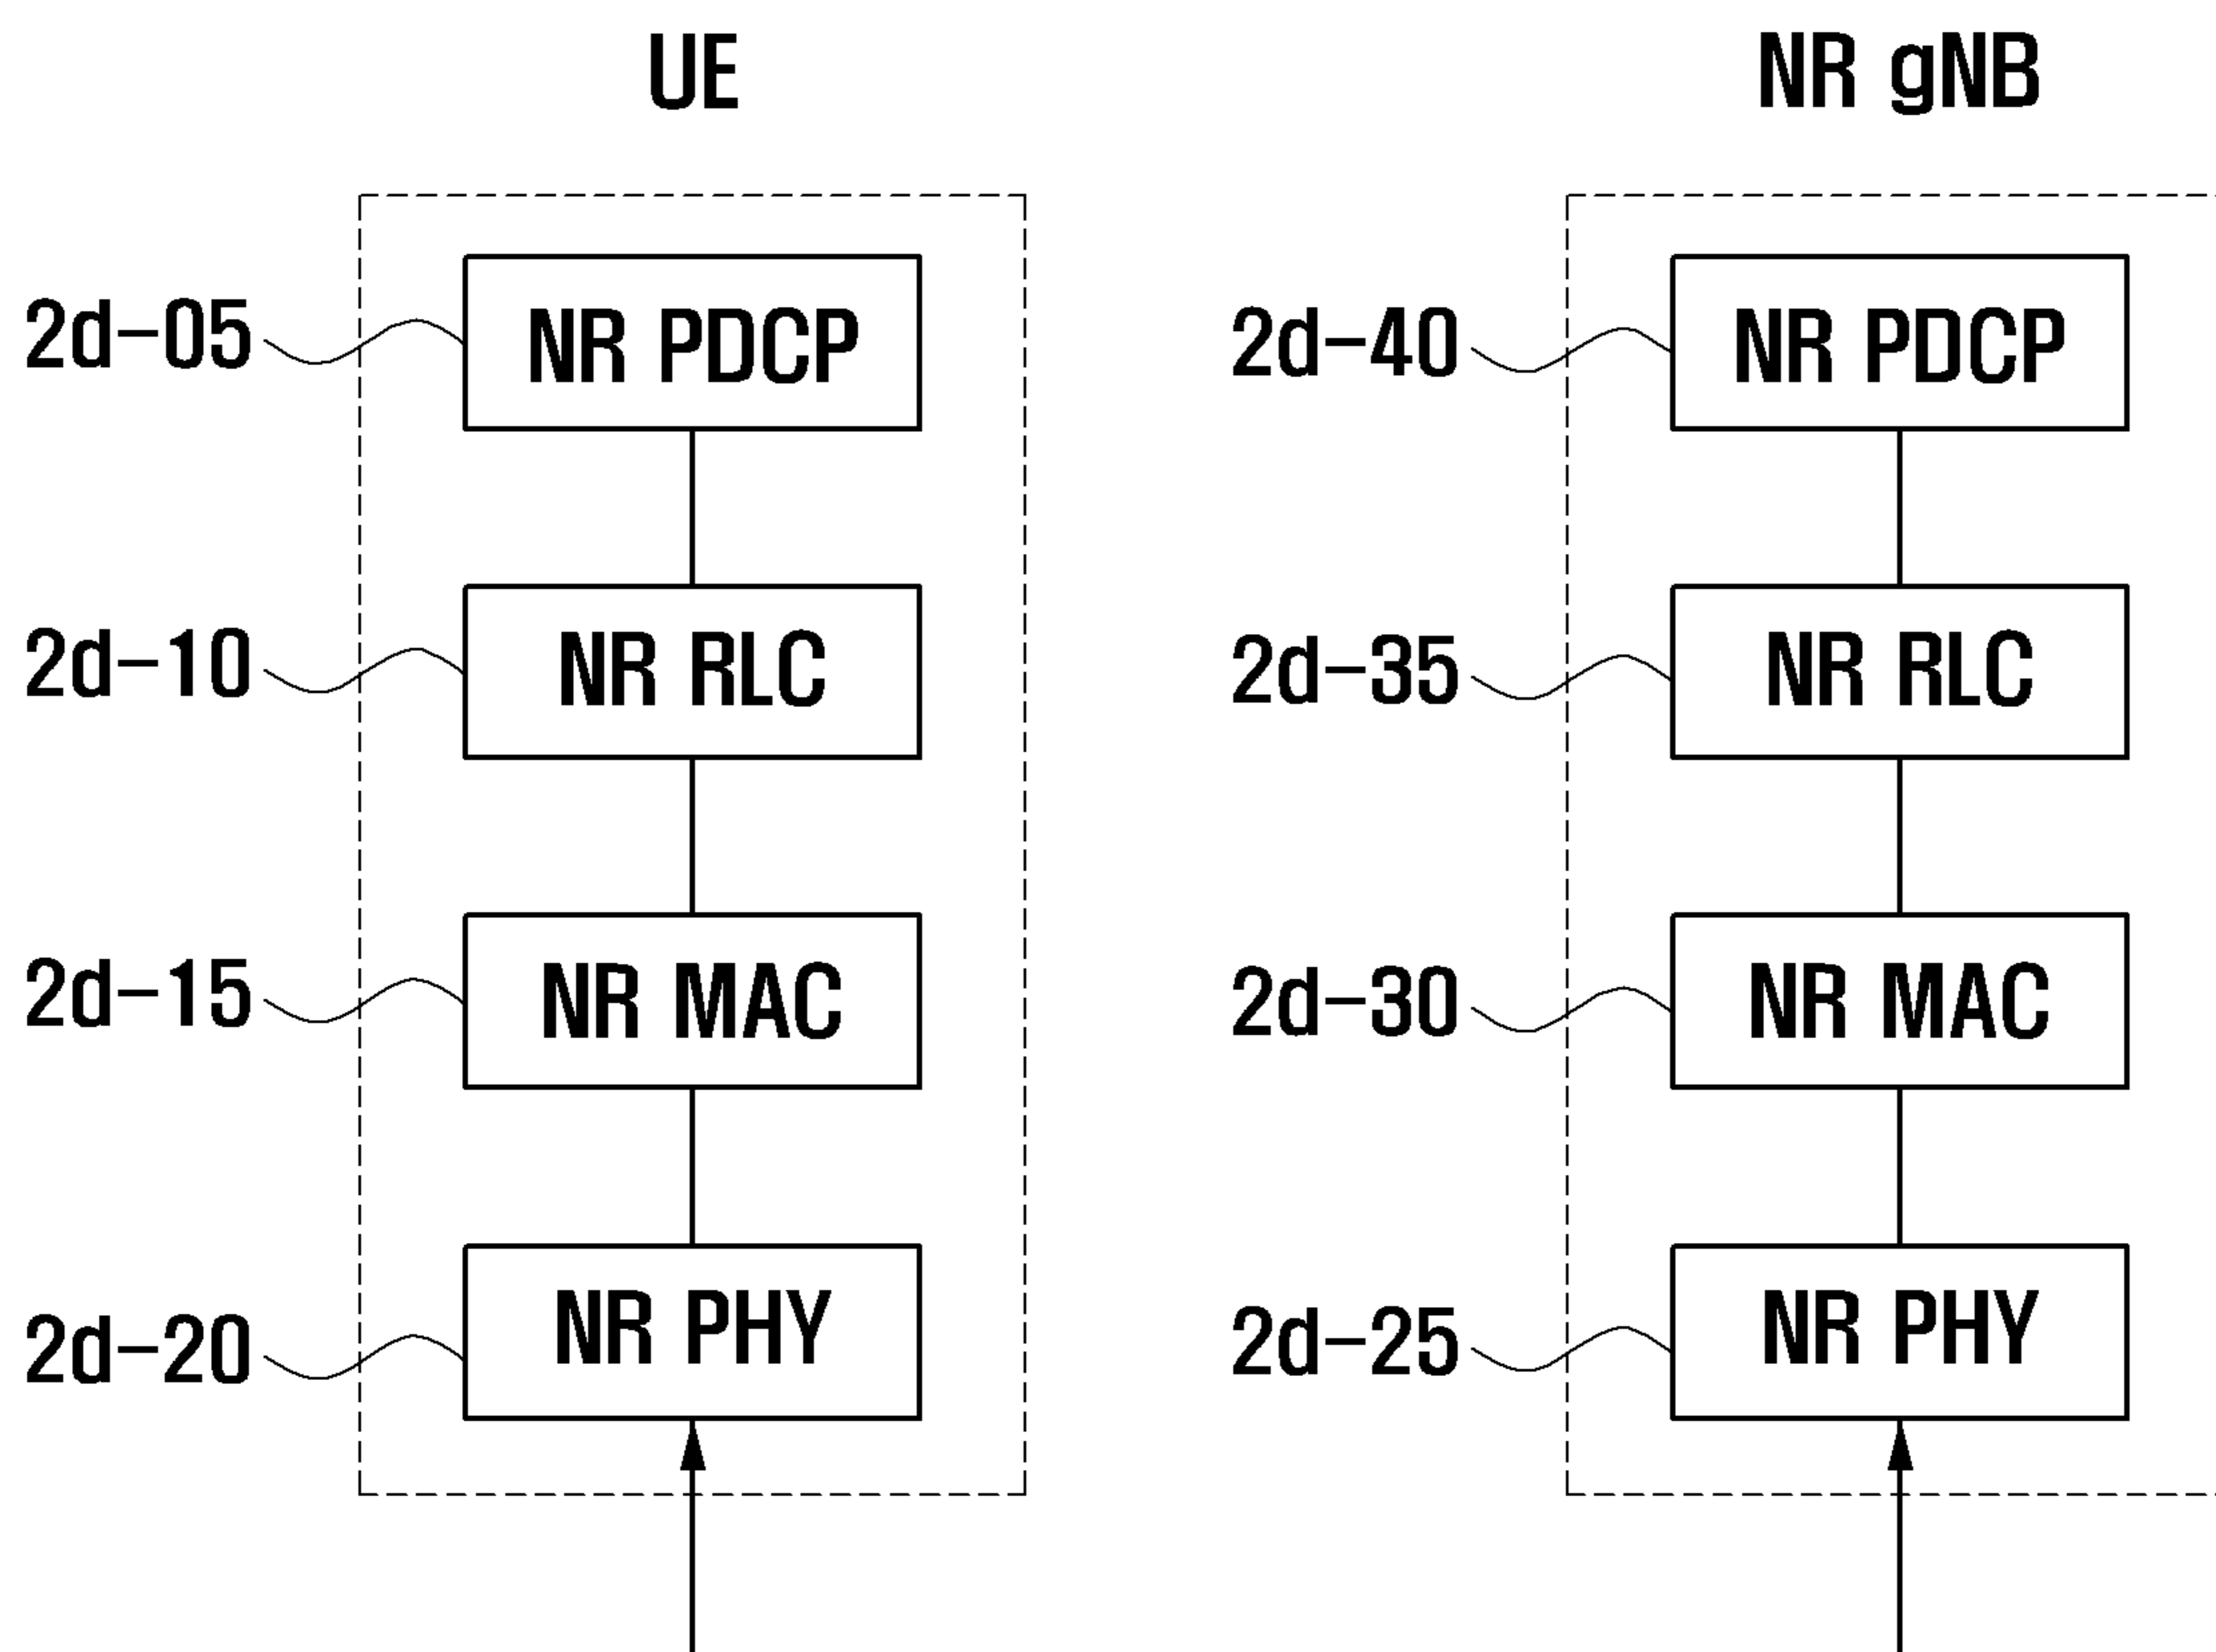 UE NR gNB
2d-05 NR PDCP 2d-40 NR PDCP
2d-10 NR RLC 2d-35 NR RLC
2d-15 NR MAC 2d-30 NR MAC
2d-20 NR PHY 2d-25 NR PHY